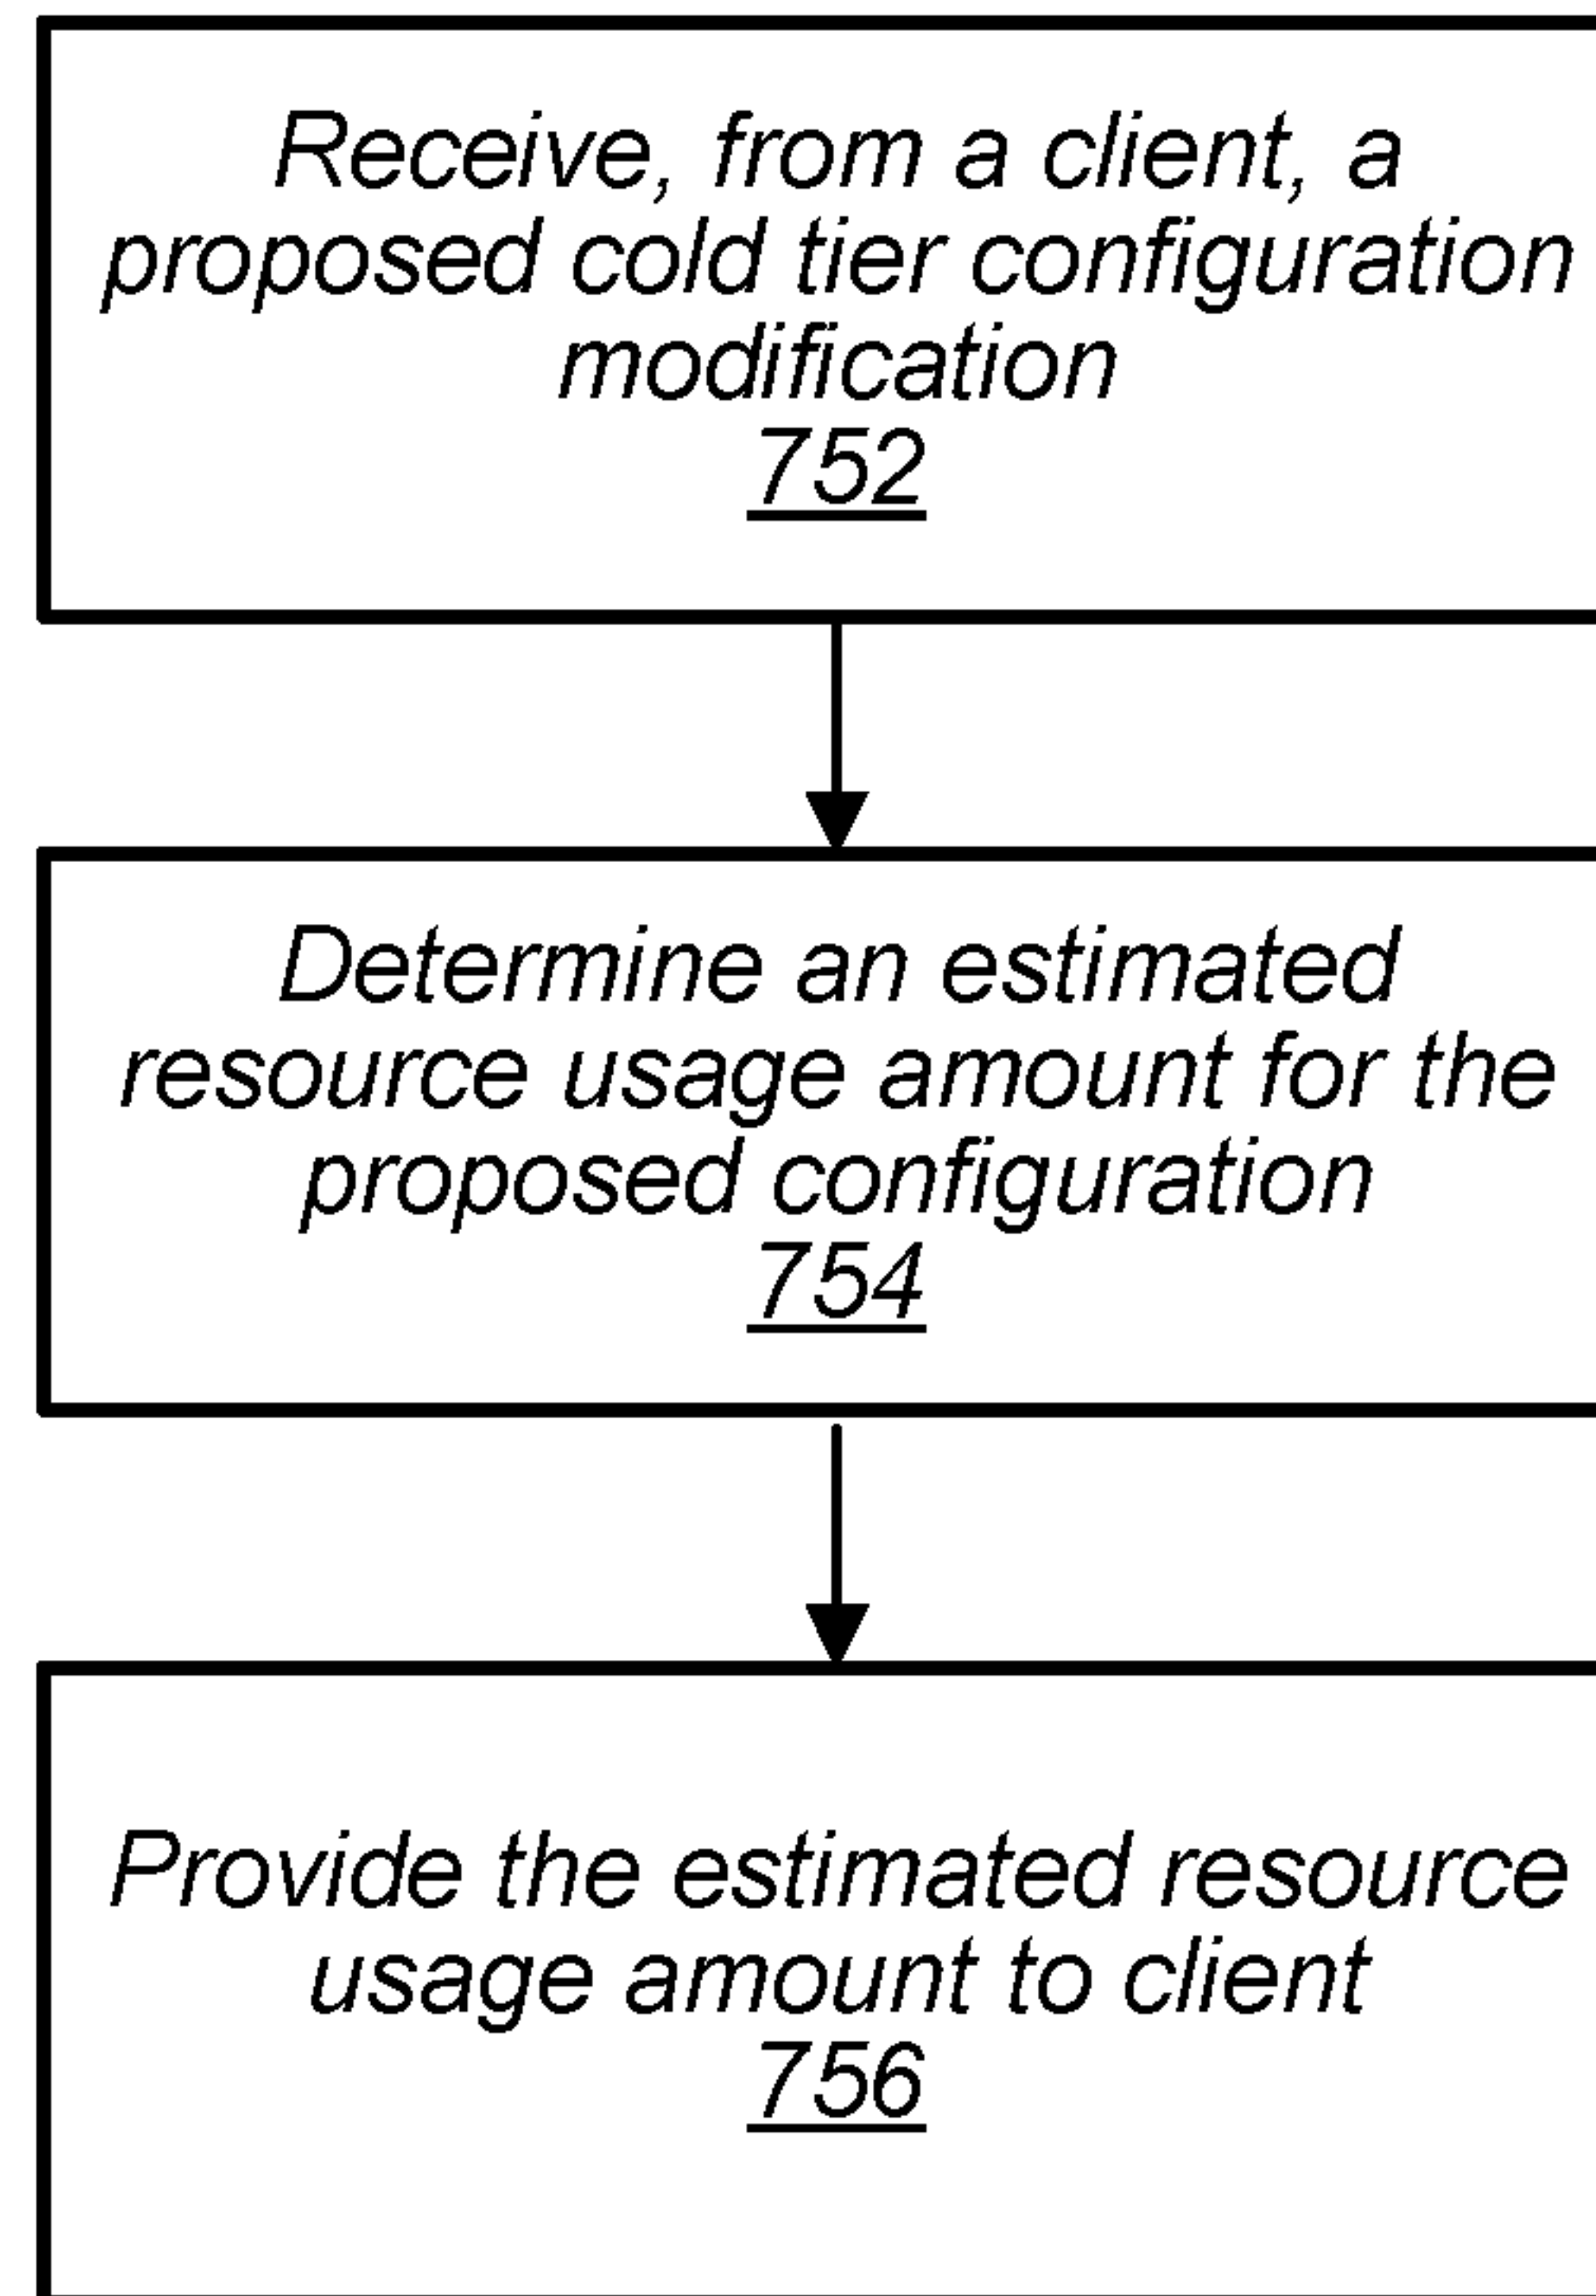 Receive, from a client, a
proposed cold tier configuration
modification
752
Determine an estimated
resource usage amount for the
proposed configuration
754
Provide the estimated resource
usage amount to client
756